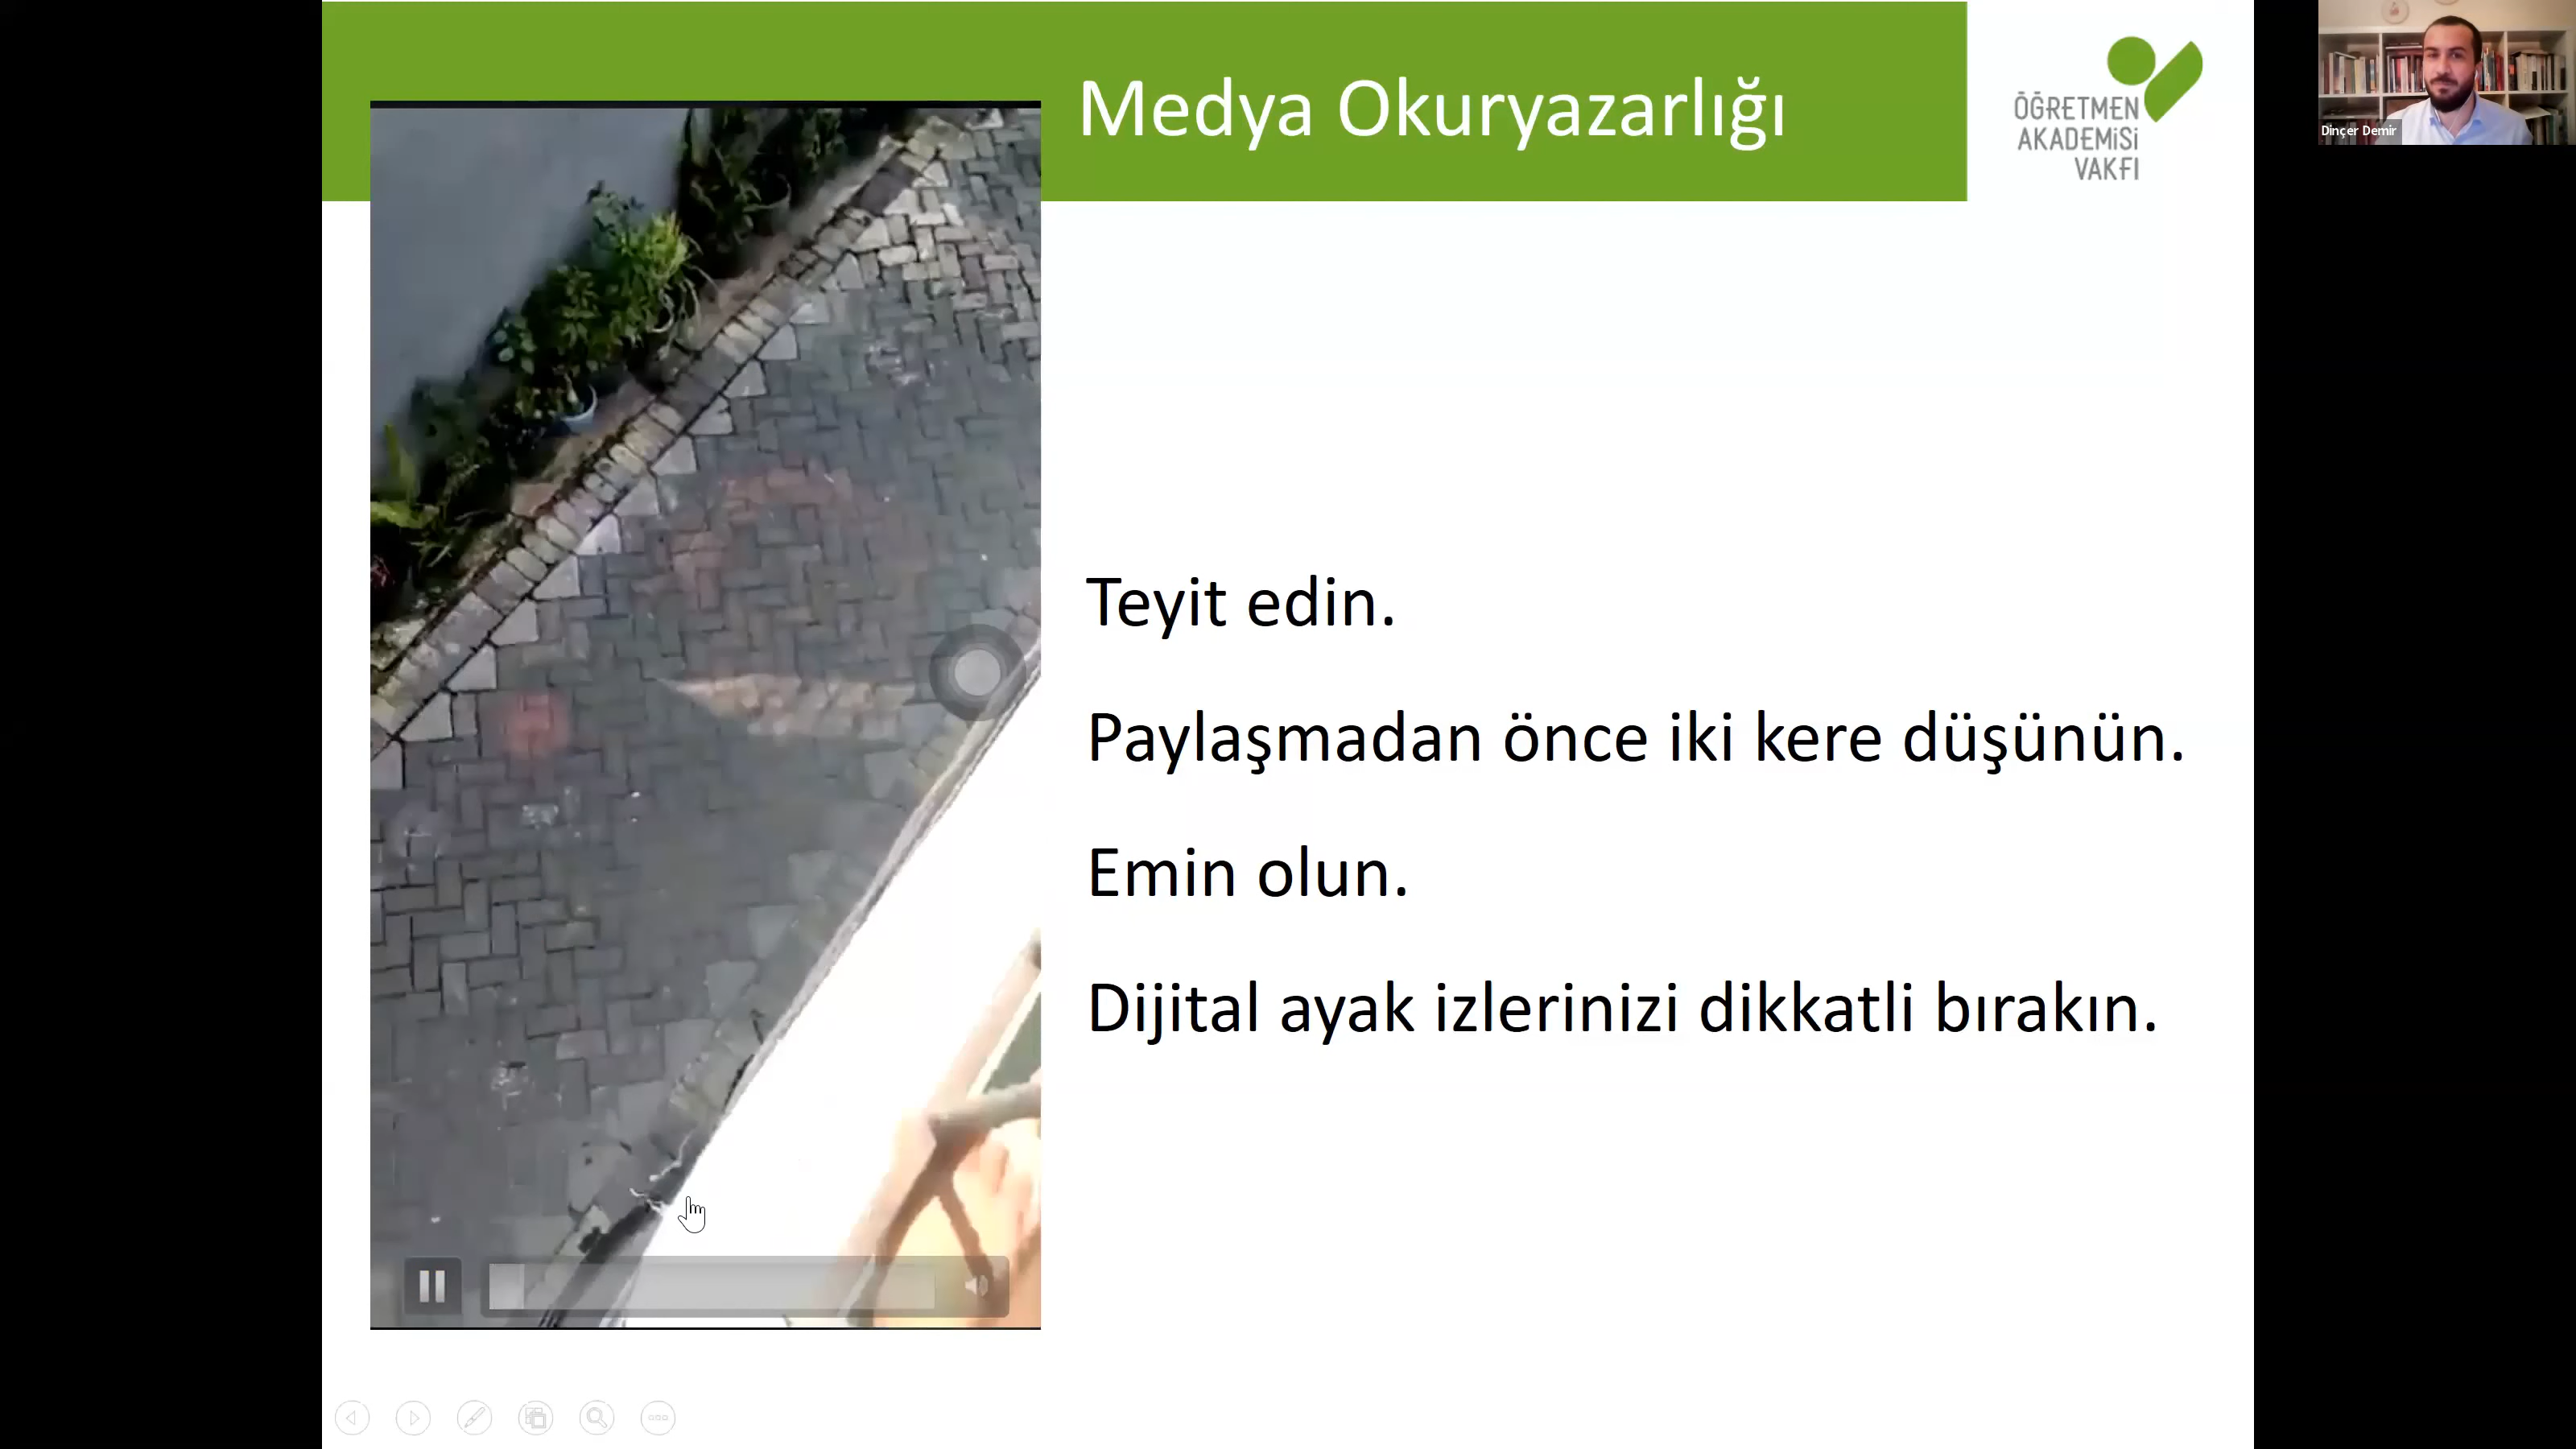 Medya Okuryazarlığı
ÖĞRETMEN
AKADEMİSİ
VAKFI
Dinçer Demir
Teyit edin.
Paylaşmadan önce iki kere düşünün.
Emin olun.
Dijital ayak izlerinizi dikkatli bırakın.